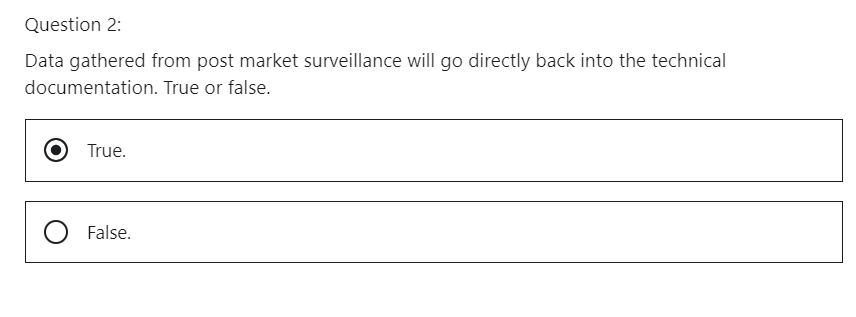 Question 2:
Data gathered from post market surveillance will go directly back into the technical
documentation. True or false.
True.
False.